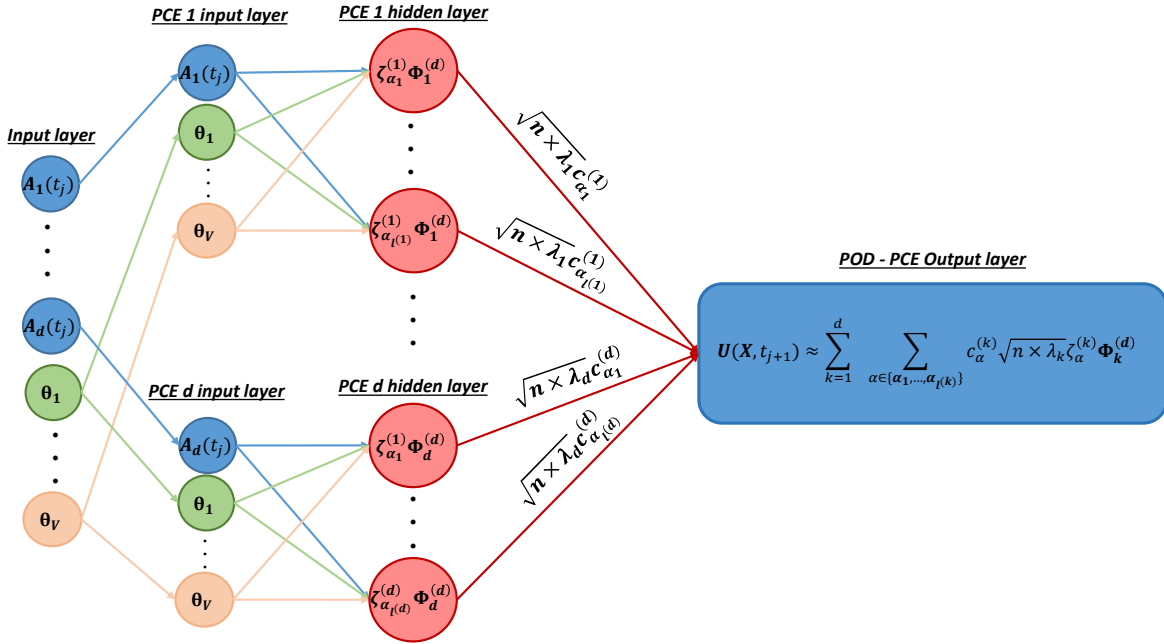 PCE 1 input layer
PCE 1 hidden layer
A₁(tⱼ)
ζ_{α₁}^{(1)}Φ₁^{(d)}
θ₁
Input layer
A₁(tⱼ)
√(n × λ₁)c_{α₁}^{(1)}
θ_V
ζ_{α_{l(1)}}^{(1)}Φ₁^{(d)}
√(n × λ₁)c_{α_{l(1)}}^{(1)}
POD - PCE Output layer
A_d(tⱼ)
U(X, t_{j+1}) ≈ ∑_{k=1}^{d} ∑_{α∈{α₁,…,α_{l(k)}}} c_α^{(k)}√(n × λ_k)ζ_α^{(k)}Φ_k^{(d)}
θ₁
PCE d input layer
PCE d hidden layer
√(n × λ_d)c_{α₁}^{(d)}
A_d(tⱼ)
ζ_{α₁}^{(1)}Φ_d^{(d)}
√(n × λ_d)c_{α_{l(d)}}^{(d)}
θ₁
θ_V
θ_V
ζ_{α_{l(d)}}^{(d)}Φ_d^{(d)}